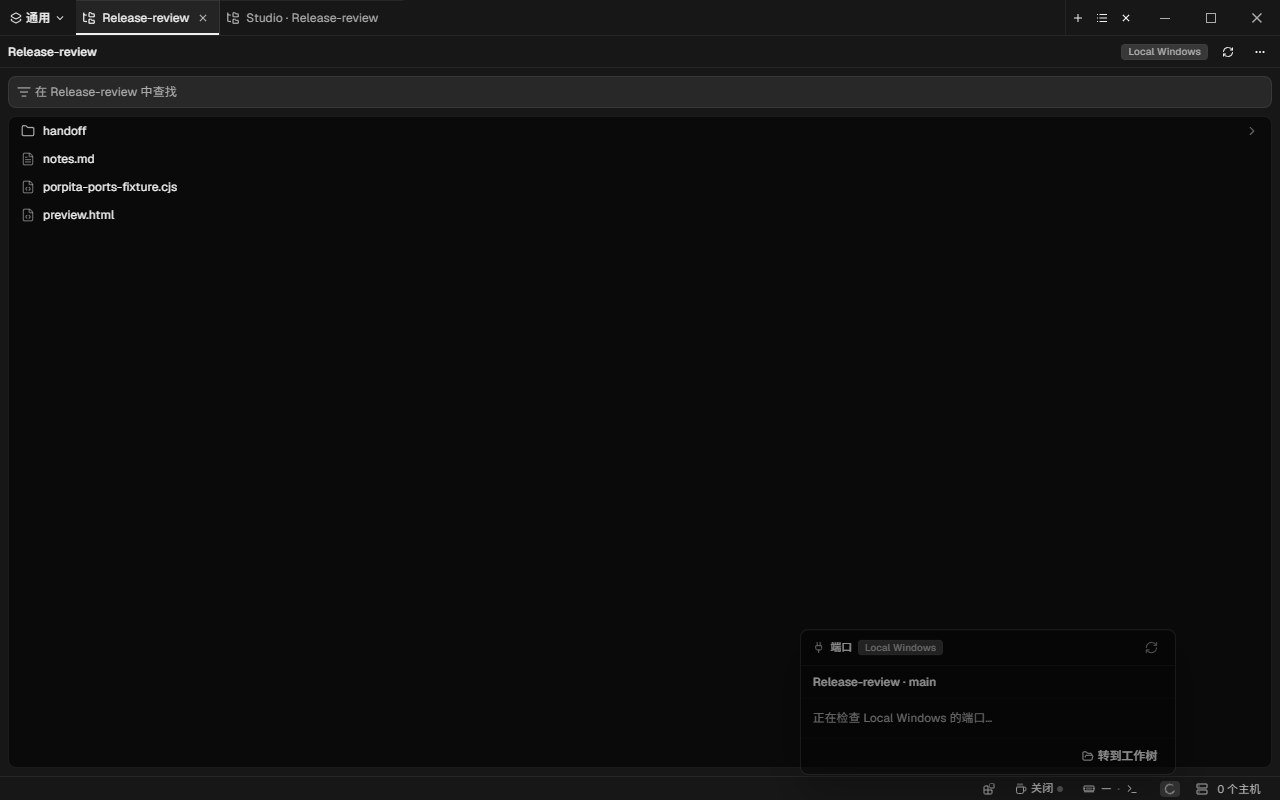 通用 Release-review Studio · Release-review
Release-review Local Windows
在 Release-review 中查找
handoff
notes.md
porpita-ports-fixture.cjs
preview.html
端口 Local Windows
Release-review · main
正在检查 Local Windows 的端口…
转到工作树
关闭 — · 0 个主机